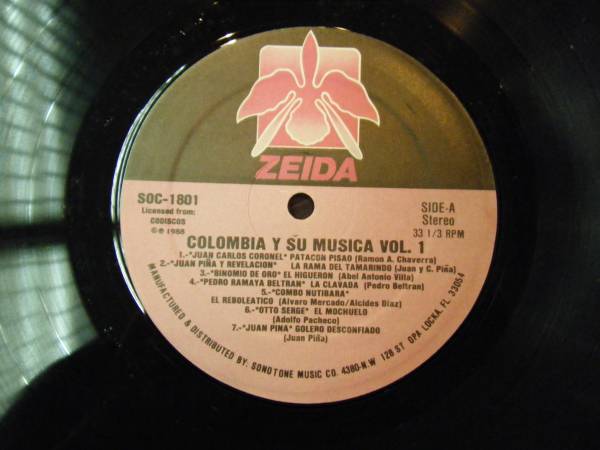 ZEIDA
SOC-1801
Licensed from:
CODISCOS
℗© 1988
SIDE-A
Stereo
33 1/3 RPM
COLOMBIA Y SU MUSICA VOL. 1
1.-"JUAN CARLOS CORONEL" PATACON PISAO (Ramon A. Chaverra)
2.-"JUAN PIÑA Y REVELACION" LA RAMA DEL TAMARINDO (Juan y C. Piña)
3.-"BINOMIO DE ORO" EL HIGUERON (Abel Antonio Villa)
4.-"PEDRO RAMAYA BELTRAN" LA CLAVADA (Pedro Beltran)
5.-"COMBO NUTIBARA"
EL REBOLEATICO (Alvaro Mercado/Alcides Diaz)
6.-"OTTO SERGE" EL MOCHUELO
(Adolfo Pacheco)
7.-"JUAN PIÑA" GOLERO DESCONFIADO
(Juan Piña)
MANUFACTURED & DISTRIBUTED BY: SONOTONE MUSIC CO. 4380-N.W 128 ST OPA LOCKA, FL 33054